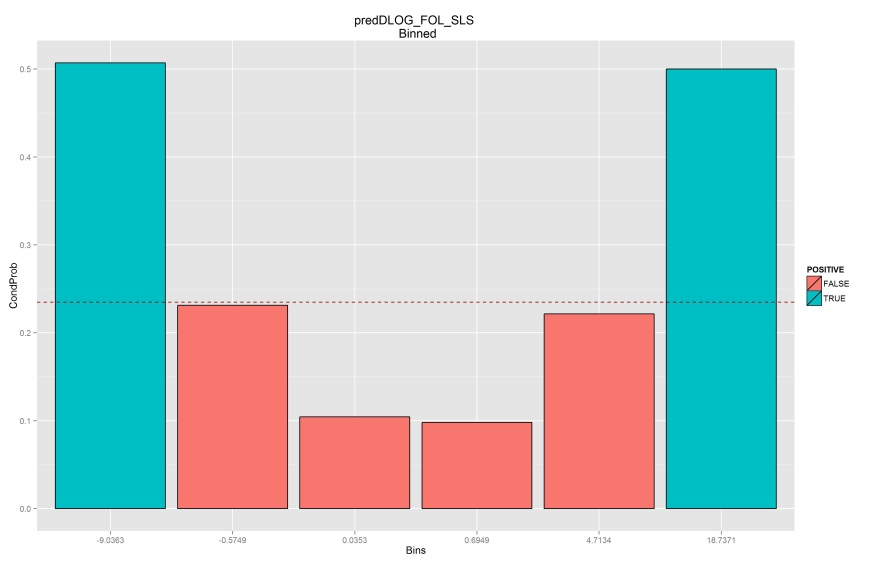 predDLOG_FOL_SLS
Binned
CondProb
0.5
0.4
0.3
0.2
0.1
0.0
-9.0363
-0.5749
0.0353
0.6949
4.7134
18.7371
Bins
POSITIVE
FALSE
TRUE